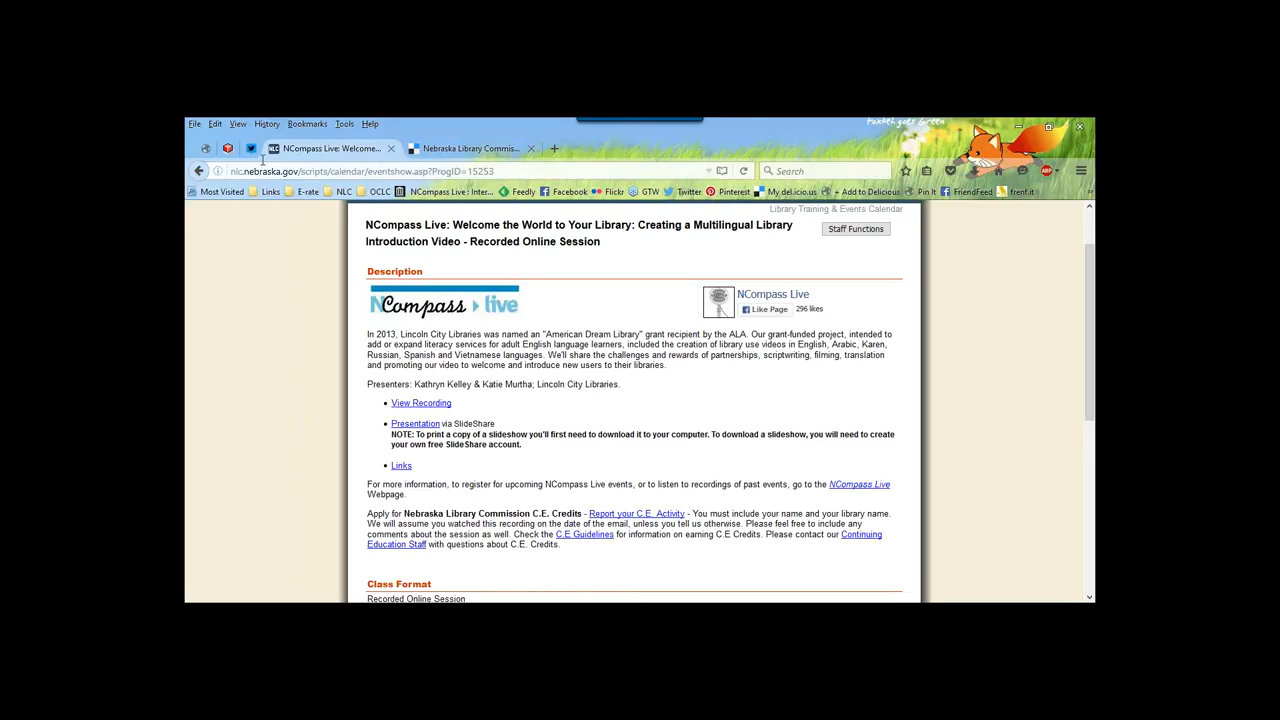 File Edit View History Bookmarks Tools Help
NCompass Live: Welcome... Nebraska Library Commis...
nlc.nebraska.gov/scripts/calendar/eventshow.asp?ProgID=15253 Search
Most Visited Links NLC OCLC NCompass Live : Interr... Feedly Facebook Flickr GTW Twitter Pinterest My del.icio.us + Add to Delicious Pin It FriendFeed frenf.it
Library Training & Events Calendar
NCompass Live: Welcome the World to Your Library: Creating a Multilingual Library
Introduction Video - Recorded Online Session
Staff Functions
Description
NCompass live
NCompass Live
Like Page 296 likes
In 2013, Lincoln City Libraries was named an "American Dream Library" grant recipient by the ALA. Our grant-funded project, intended to
add or expand literacy services for adult English language learners, included the creation of library use videos in English, Arabic, Karen,
Russian, Spanish and Vietnamese languages. We'll share the challenges and rewards of partnerships, scriptwriting, filming, translation
and promoting our video to welcome and introduce new users to their libraries.
Presenters: Kathryn Kelley & Katie Murtha; Lincoln City Libraries.
View Recording
Presentation via SlideShare
NOTE: To print a copy of a slideshow you'll first need to download it to your computer. To download a slideshow, you will need to create
your own free SlideShare account.
Links
For more information, to register for upcoming NCompass Live events, or to listen to recordings of past events, go to the NCompass Live
Webpage.
Apply for Nebraska Library Commission C.E. Credits - Report your C.E. Activity - You must include your name and your library name.
We will assume you watched this recording on the date of the email, unless you tell us otherwise. Please feel free to include any
comments about the session as well. Check the C.E Guidelines for information on earning C.E Credits. Please contact our Continuing
Education Staff with questions about C.E. Credits.
Class Format
Recorded Online Session